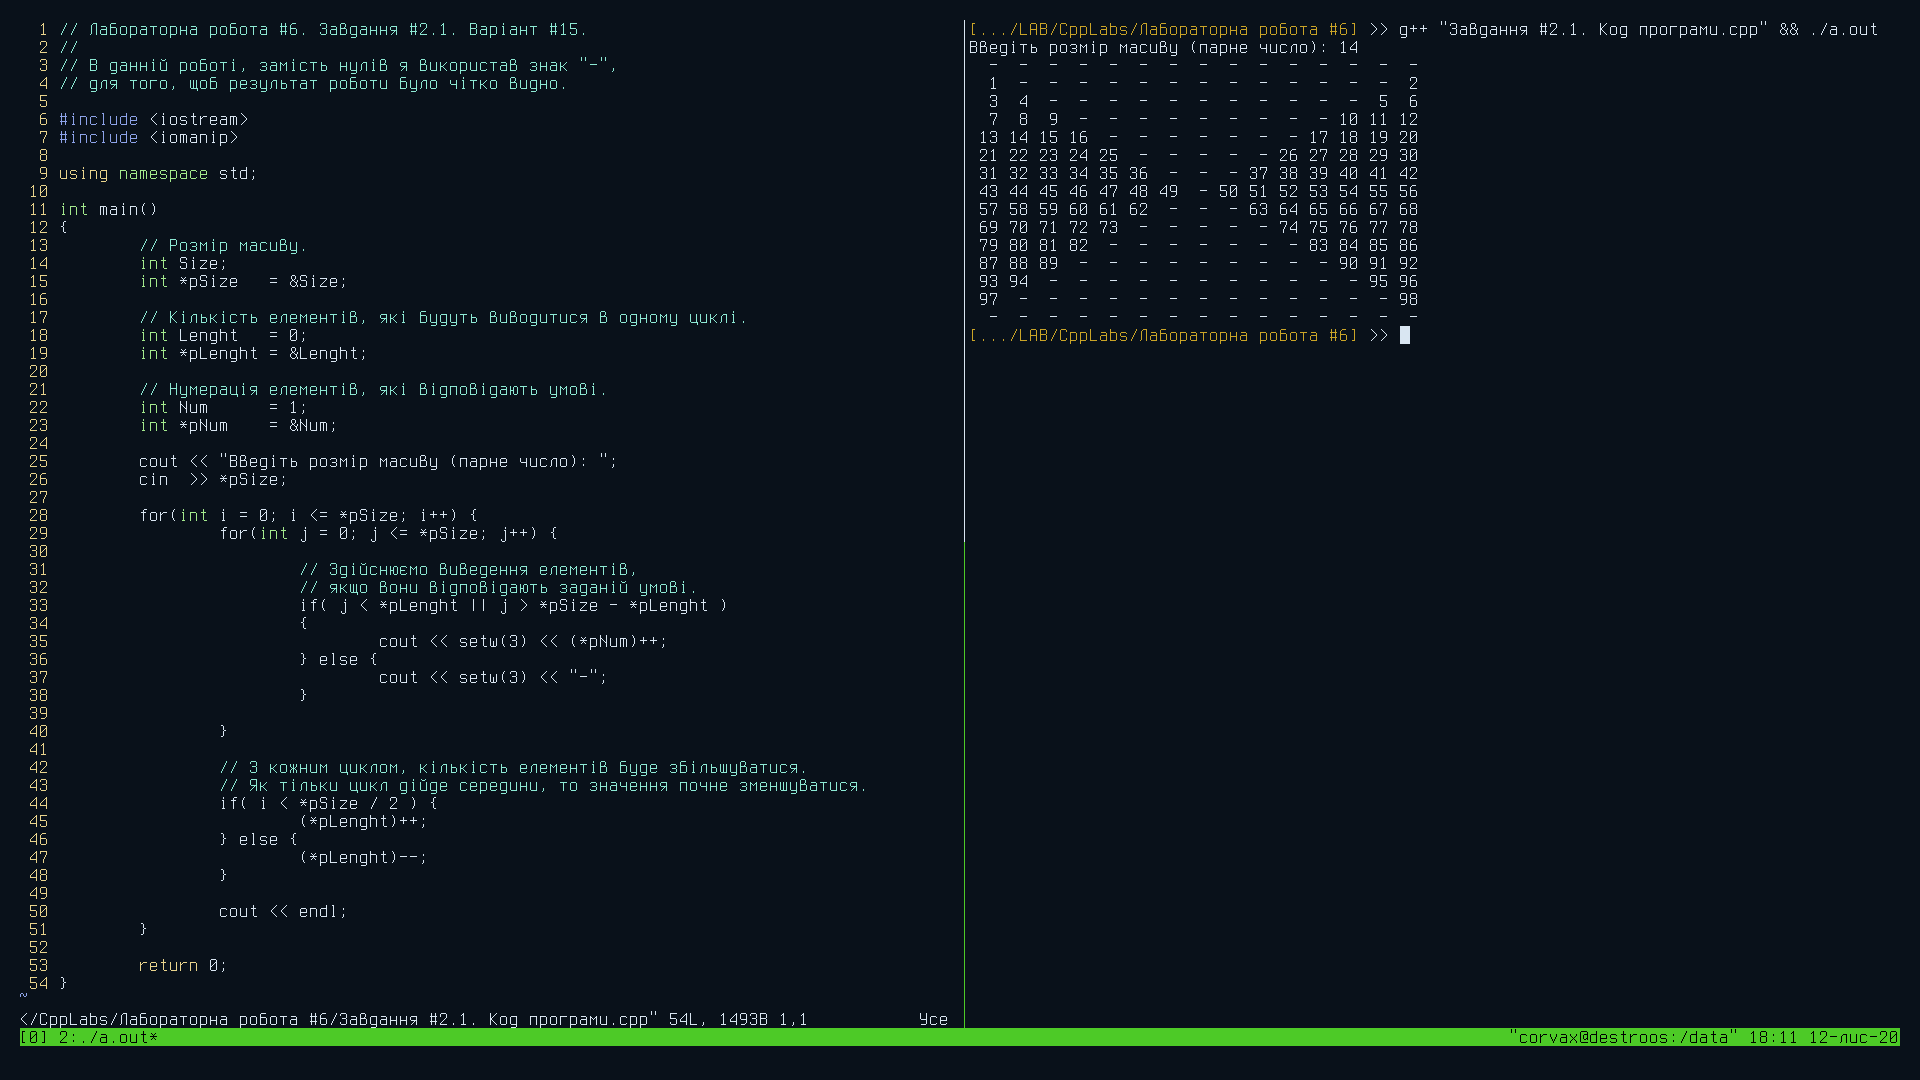 1 // Лабораторна робота #6. Завдання #2.1. Варіант #15.
2 //
3 // В данній роботі, замість нулів я використав знак "-",
4 // для того, щоб результат роботи було чітко видно.
5
6 #include <iostream>
7 #include <iomanip>
8
9 using namespace std;
10
11 int main()
12 {
13         // Розмір масиву.
14         int Size;
15         int *pSize   = &Size;
16
17         // Кількість елементів, які будуть виводитися в одному циклі.
18         int Lenght   = 0;
19         int *pLenght = &Lenght;
20
21         // Нумерація елементів, які відповідають умові.
22         int Num      = 1;
23         int *pNum    = &Num;
24
25         cout << "Введіть розмір масиву (парне число): ";
26         cin  >> *pSize;
27
28         for(int i = 0; i <= *pSize; i++) {
29                 for(int j = 0; j <= *pSize; j++) {
30
31                         // Здійснюємо виведення елементів,
32                         // якщо вони відповідають заданій умові.
33                         if( j < *pLenght || j > *pSize - *pLenght )
34                         {
35                                 cout << setw(3) << (*pNum)++;
36                         } else {
37                                 cout << setw(3) << "-";
38                         }
39
40                 }
41
42                 // З кожним циклом, кількість елементів буде збільшуватися.
43                 // Як тільки цикл дійде середини, то значення почне зменшуватися.
44                 if( i < *pSize / 2 ) {
45                         (*pLenght)++;
46                 } else {
47                         (*pLenght)--;
48                 }
49
50                 cout << endl;
51         }
52
53         return 0;
54 }
~
</CppLabs/Лабораторна робота #6/Завдання #2.1. Код програми.cpp" 54L, 1493B 1,1 Усе
[.../LAB/CppLabs/Лабораторна робота #6] >> g++ "Завдання #2.1. Код програми.cpp" && ./a.out
Введіть розмір масиву (парне число): 14
  -  -  -  -  -  -  -  -  -  -  -  -  -  -  -
  1  -  -  -  -  -  -  -  -  -  -  -  -  -  2
  3  4  -  -  -  -  -  -  -  -  -  -  -  5  6
  7  8  9  -  -  -  -  -  -  -  -  - 10 11 12
 13 14 15 16  -  -  -  -  -  -  - 17 18 19 20
 21 22 23 24 25  -  -  -  -  - 26 27 28 29 30
 31 32 33 34 35 36  -  -  - 37 38 39 40 41 42
 43 44 45 46 47 48 49  - 50 51 52 53 54 55 56
 57 58 59 60 61 62  -  -  - 63 64 65 66 67 68
 69 70 71 72 73  -  -  -  -  - 74 75 76 77 78
 79 80 81 82  -  -  -  -  -  -  - 83 84 85 86
 87 88 89  -  -  -  -  -  -  -  -  - 90 91 92
 93 94  -  -  -  -  -  -  -  -  -  -  - 95 96
 97  -  -  -  -  -  -  -  -  -  -  -  -  - 98
  -  -  -  -  -  -  -  -  -  -  -  -  -  -  -
[.../LAB/CppLabs/Лабораторна робота #6] >>
[0] 2:./a.out* "corvax@destroos:/data" 18:11 12-лис-20